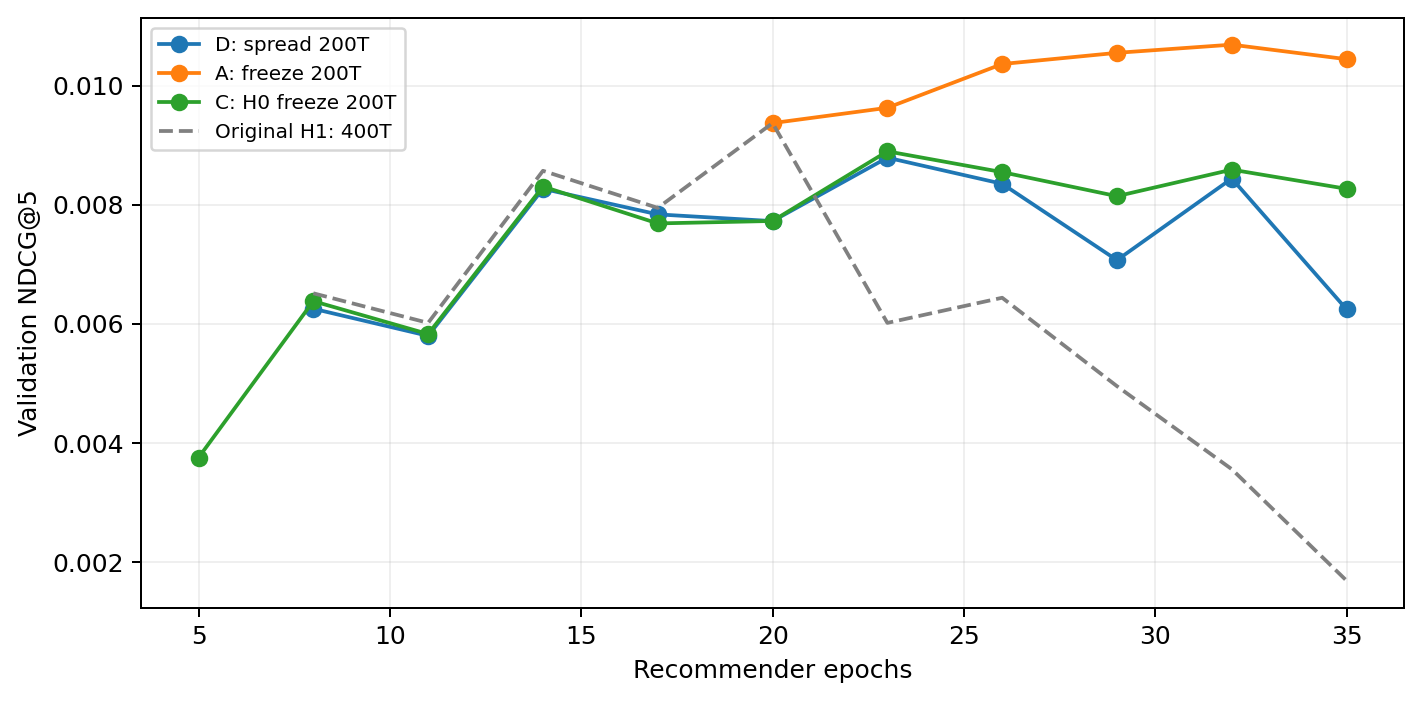 D: spread 200T
A: freeze 200T
C: H0 freeze 200T
Original H1: 400T
Validation NDCG@5
0.010
0.008
0.006
0.004
0.002
5 10 15 20 25 30 35
Recommender epochs